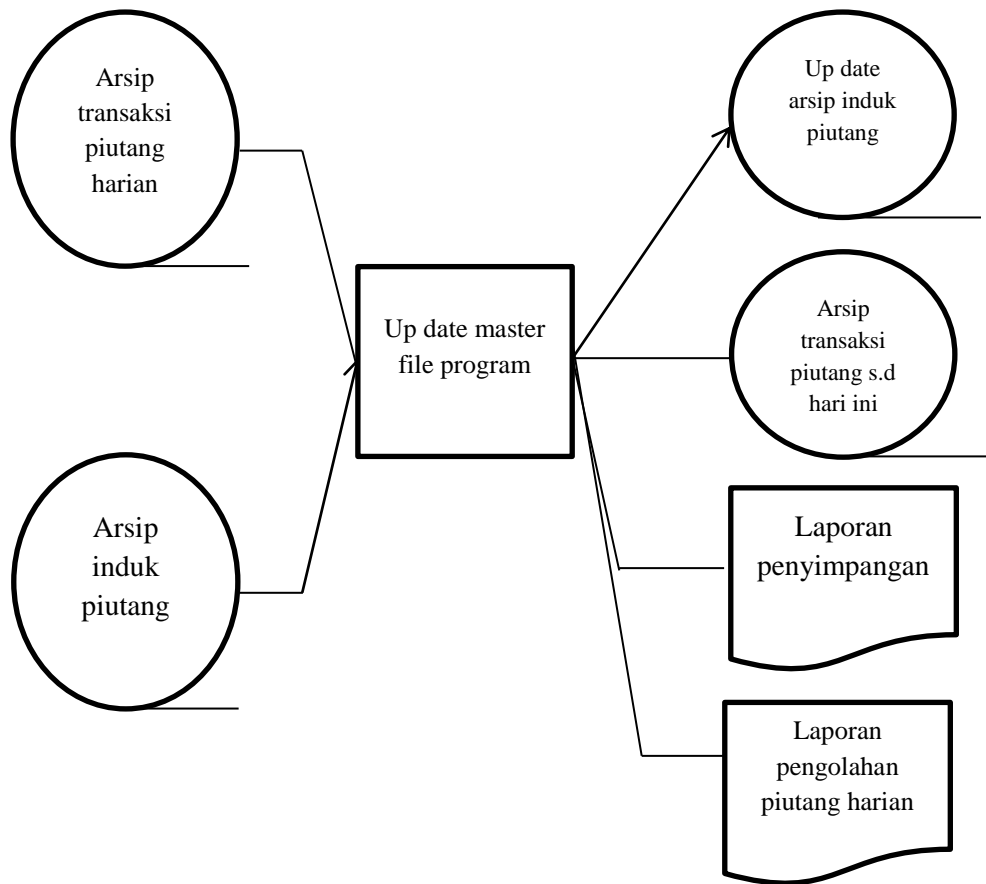 Arsip
transaksi
piutang
harian
Arsip
induk
piutang
Up date master
file program
Up date
arsip induk
piutang
Arsip
transaksi
piutang s.d
hari ini
Laporan
penyimpangan
Laporan
pengolahan
piutang harian